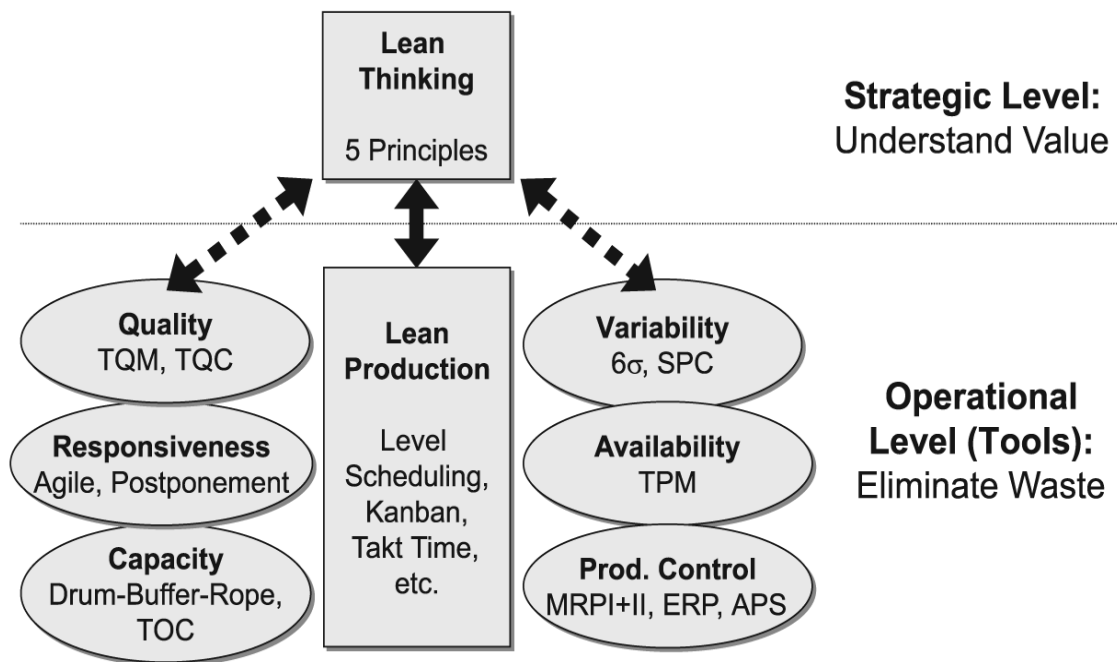 Lean
Thinking
5 Principles
Strategic Level:
Understand Value
Quality
TQM, TQC
Responsiveness
Agile, Postponement
Capacity
Drum-Buffer-Rope,
TOC
Lean
Production
Level
Scheduling,
Kanban,
Takt Time,
etc.
Variability
6σ, SPC
Availability
TPM
Prod. Control
MRPI+II, ERP, APS
Operational
Level (Tools):
Eliminate Waste